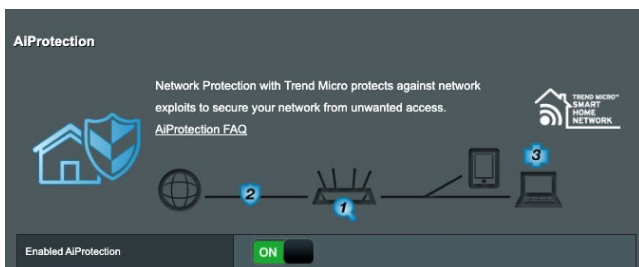 AiProtection
Network Protection with Trend Micro protects against network
exploits to secure your network from unwanted access.
AiProtection FAQ
TREND MICRO™
SMART
HOME
NETWORK
3
2
1
Enabled AiProtection
ON